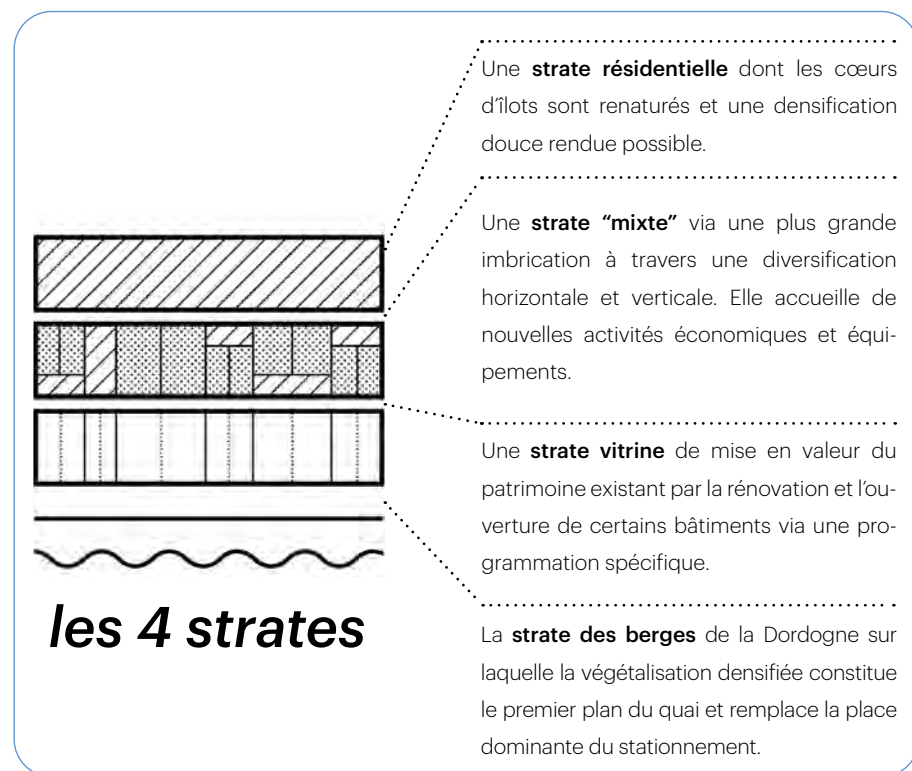 Une strate résidentielle dont les cœurs
d’îlots sont renaturés et une densification
douce rendue possible.
Une strate “mixte” via une plus grande
imbrication à travers une diversification
horizontale et verticale. Elle accueille de
nouvelles activités économiques et équi-
pements.
Une strate vitrine de mise en valeur du
patrimoine existant par la rénovation et l’ou-
verture de certains bâtiments via une pro-
grammation spécifique.
les 4 strates
La strate des berges de la Dordogne sur
laquelle la végétalisation densifiée constitue
le premier plan du quai et remplace la place
dominante du stationnement.